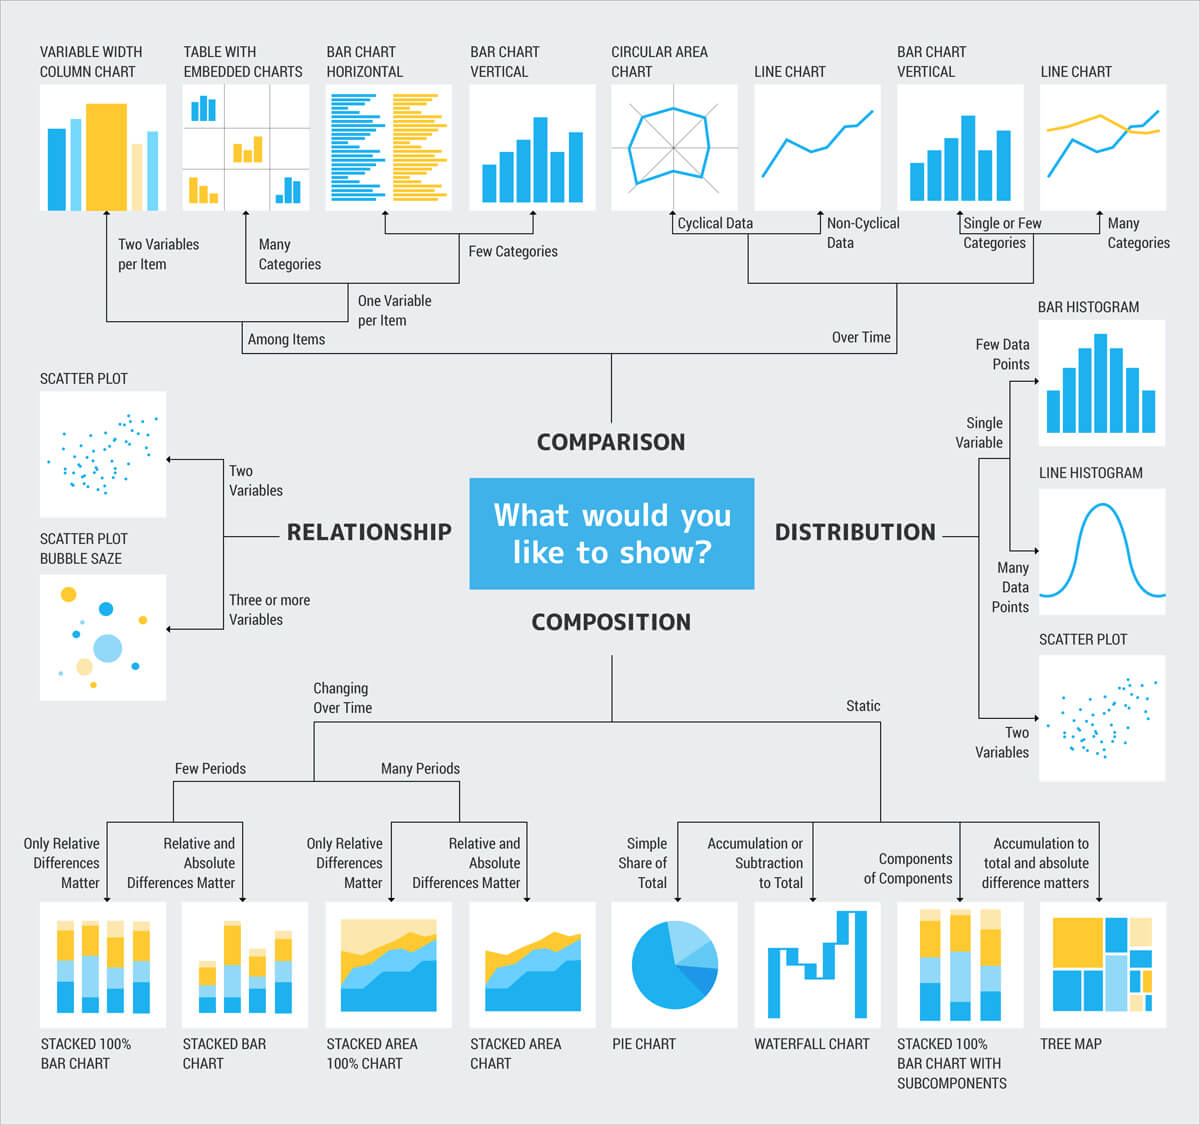 VARIABLE WIDTH
COLUMN CHART
TABLE WITH
EMBEDDED CHARTS
BAR CHART
HORIZONTAL
BAR CHART
VERTICAL
CIRCULAR AREA
CHART
LINE CHART
BAR CHART
VERTICAL
LINE CHART
Two Variables
per Item
Many
Categories
Few Categories
Cyclical Data
Non-Cyclical
Data
Single or Few
Categories
Many
Categories
One Variable
per Item
Among Items
Over Time
COMPARISON
What would you
like to show?
RELATIONSHIP
SCATTER PLOT
Two
Variables
SCATTER PLOT
BUBBLE SAZE
Three or more
Variables
DISTRIBUTION
BAR HISTOGRAM
Few Data
Points
Single
Variable
LINE HISTOGRAM
Many
Data
Points
SCATTER PLOT
Two
Variables
COMPOSITION
Changing
Over Time
Static
Few Periods
Many Periods
Only Relative
Differences
Matter
Relative and
Absolute
Differences Matter
Only Relative
Differences
Matter
Relative and
Absolute
Differences Matter
Simple
Share of
Total
Accumulation or
Subtraction
to Total
Components
of Components
Accumulation to
total and absolute
difference matters
STACKED 100%
BAR CHART
STACKED BAR
CHART
STACKED AREA
100% CHART
STACKED AREA
CHART
PIE CHART
WATERFALL CHART
STACKED 100%
BAR CHART WITH
SUBCOMPONENTS
TREE MAP